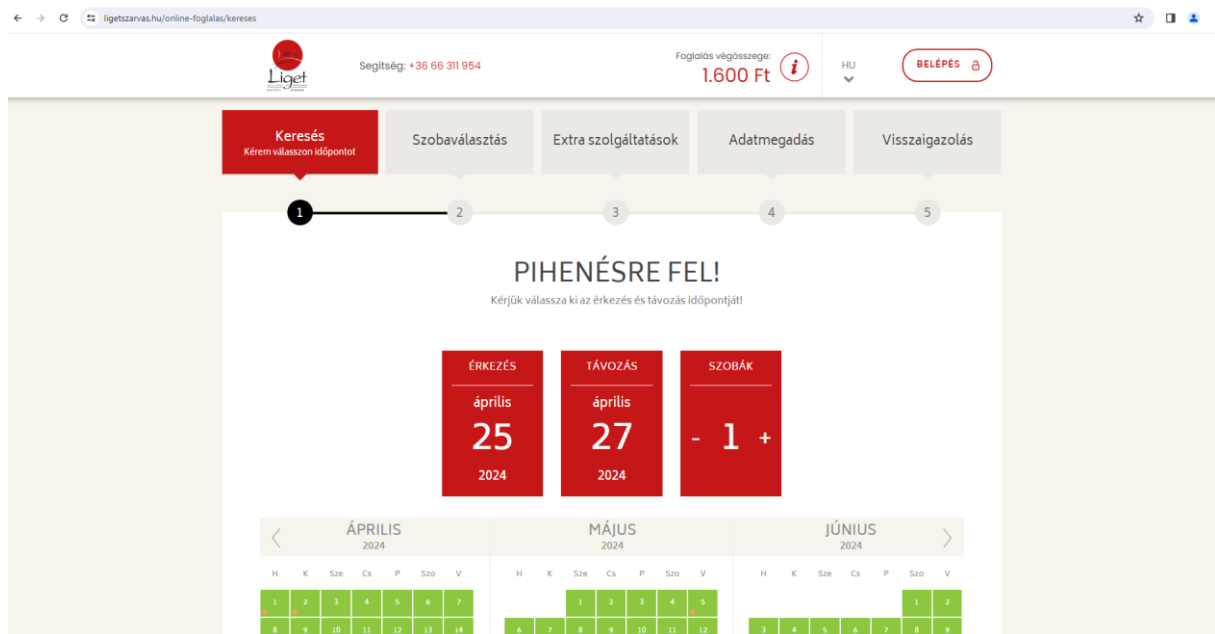 ligetszarvas.hu/online-foglalas/kereses
Liget
Segítség: +36 66 311 954
Foglalás végösszege:
1.600 Ft
i
HU
BELÉPÉS
Keresés
Kérem válasszon időpontot
Szobaválasztás
Extra szolgáltatások
Adatmegadás
Visszaigazolás
1 2 3 4 5
PIHENÉSRE FEL!
Kérjük válassza ki az érkezés és távozás időpontját!
ÉRKEZÉS
április
25
2024
TÁVOZÁS
április
27
2024
SZOBÁK
- 1 +
ÁPRILIS
2024
H K Sze Cs P Szo V
1 2 3 4 5 6 7
8 9 10 11 12 13 14
MÁJUS
2024
H K Sze Cs P Szo V
1 2 3 4 5
6 7 8 9 10 11 12
JÚNIUS
2024
H K Sze Cs P Szo V
1 2
3 4 5 6 7 8 9